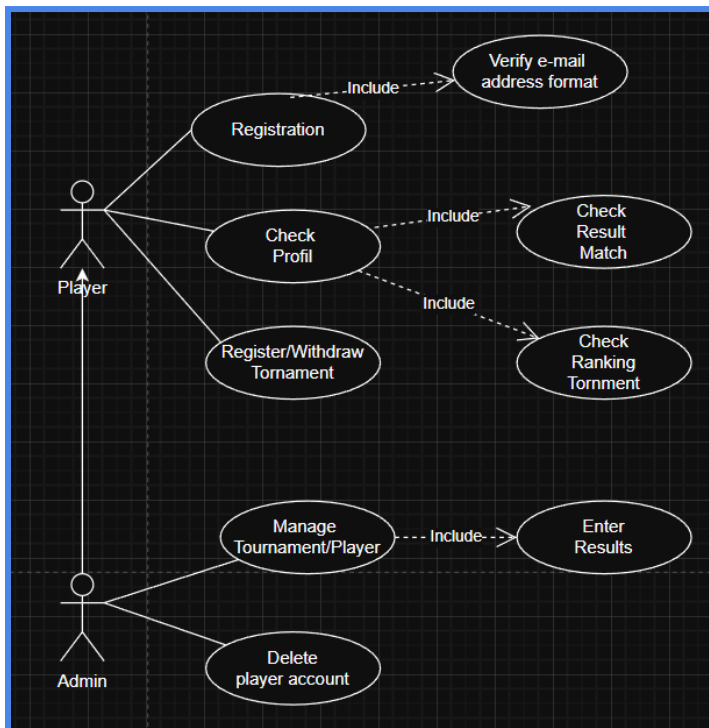 Verify e-mail
address format
Include
Registration
Include
Check
Result
Match
Check
Profil
Player
Include
Register/Withdraw
Tornament
Check
Ranking
Tornment
Manage
Tournament/Player
Include
Enter
Results
Admin
Delete
player account